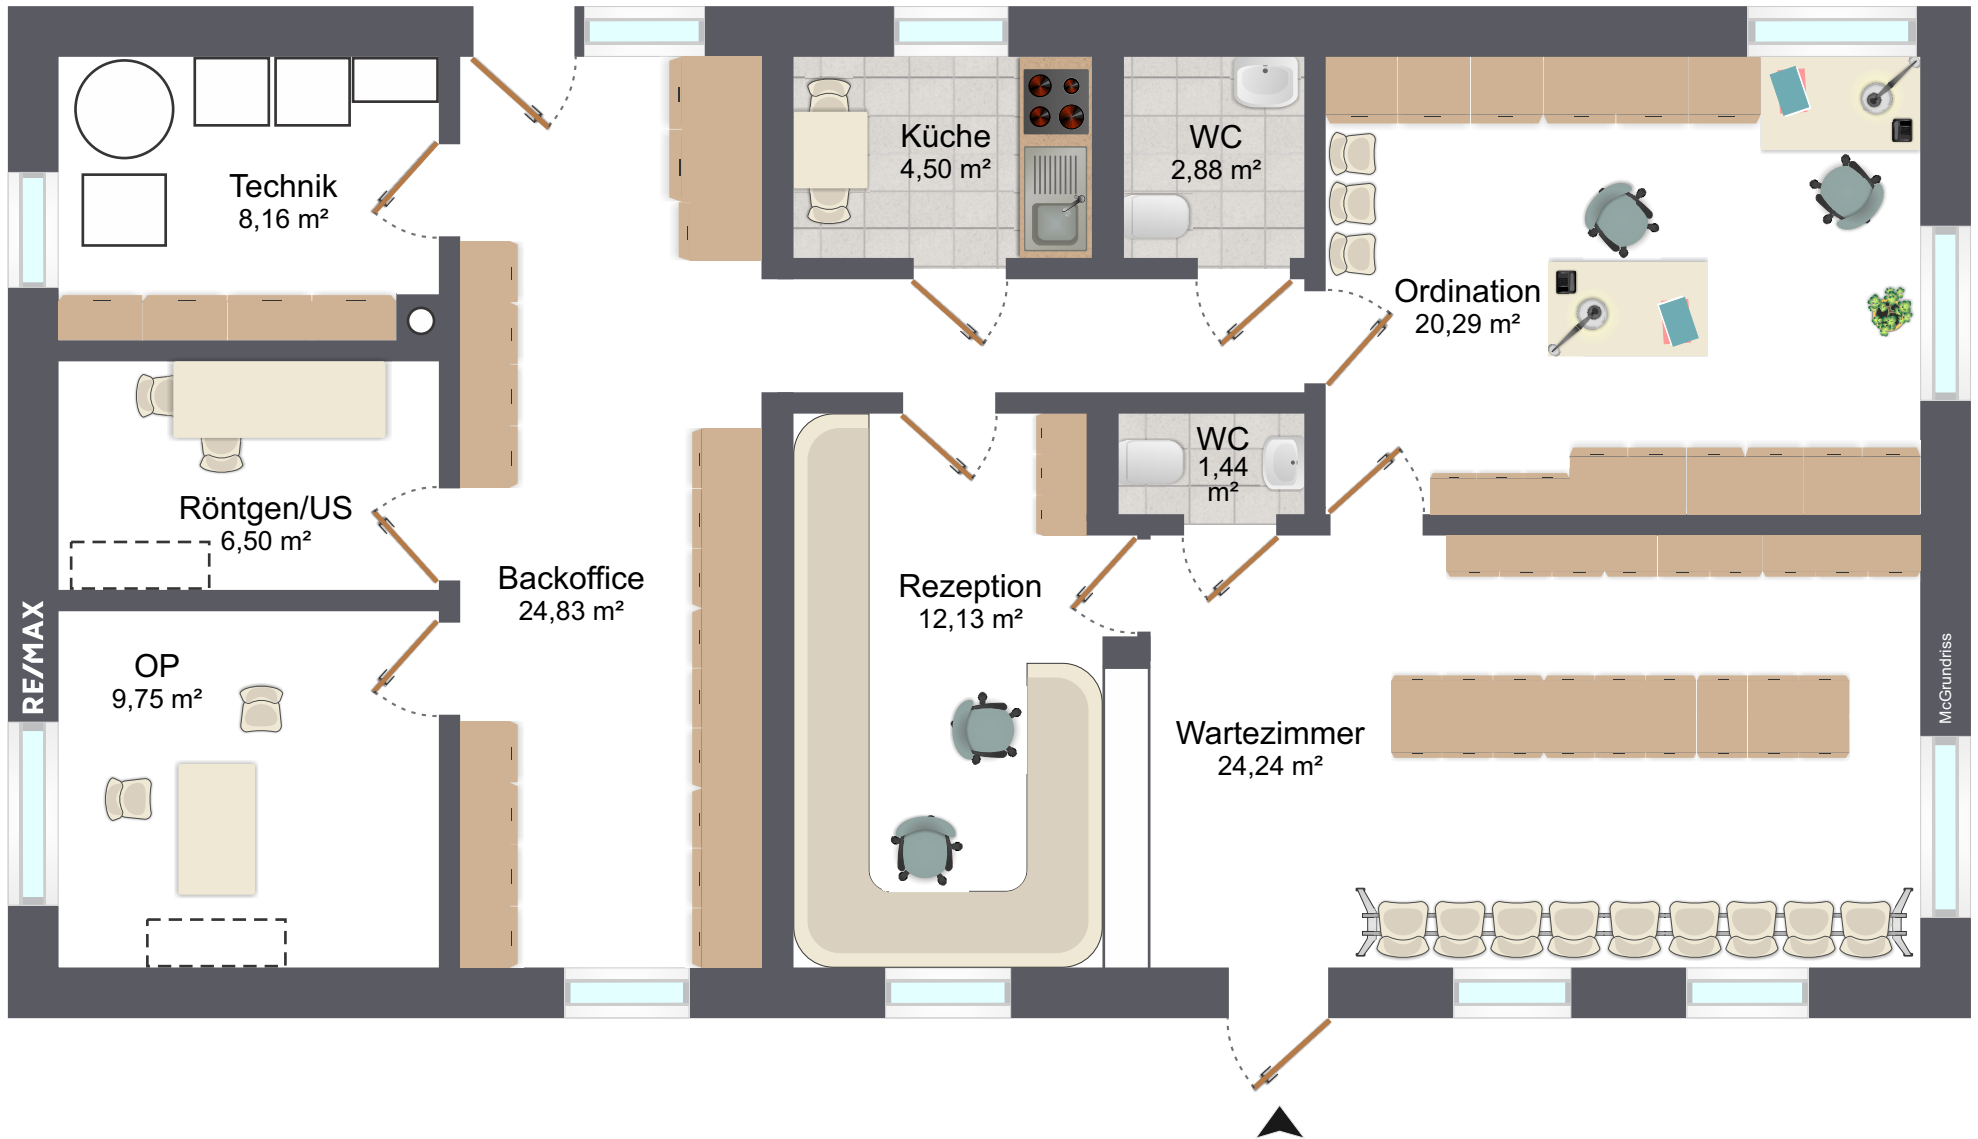 Technik
8,16 m²
Küche
4,50 m²
WC
2,88 m²
Ordination
20,29 m²
WC
1,44
m²
Röntgen/US
6,50 m²
Backoffice
24,83 m²
Rezeption
12,13 m²
OP
9,75 m²
Wartezimmer
24,24 m²
RE/MAX
McGrundriss